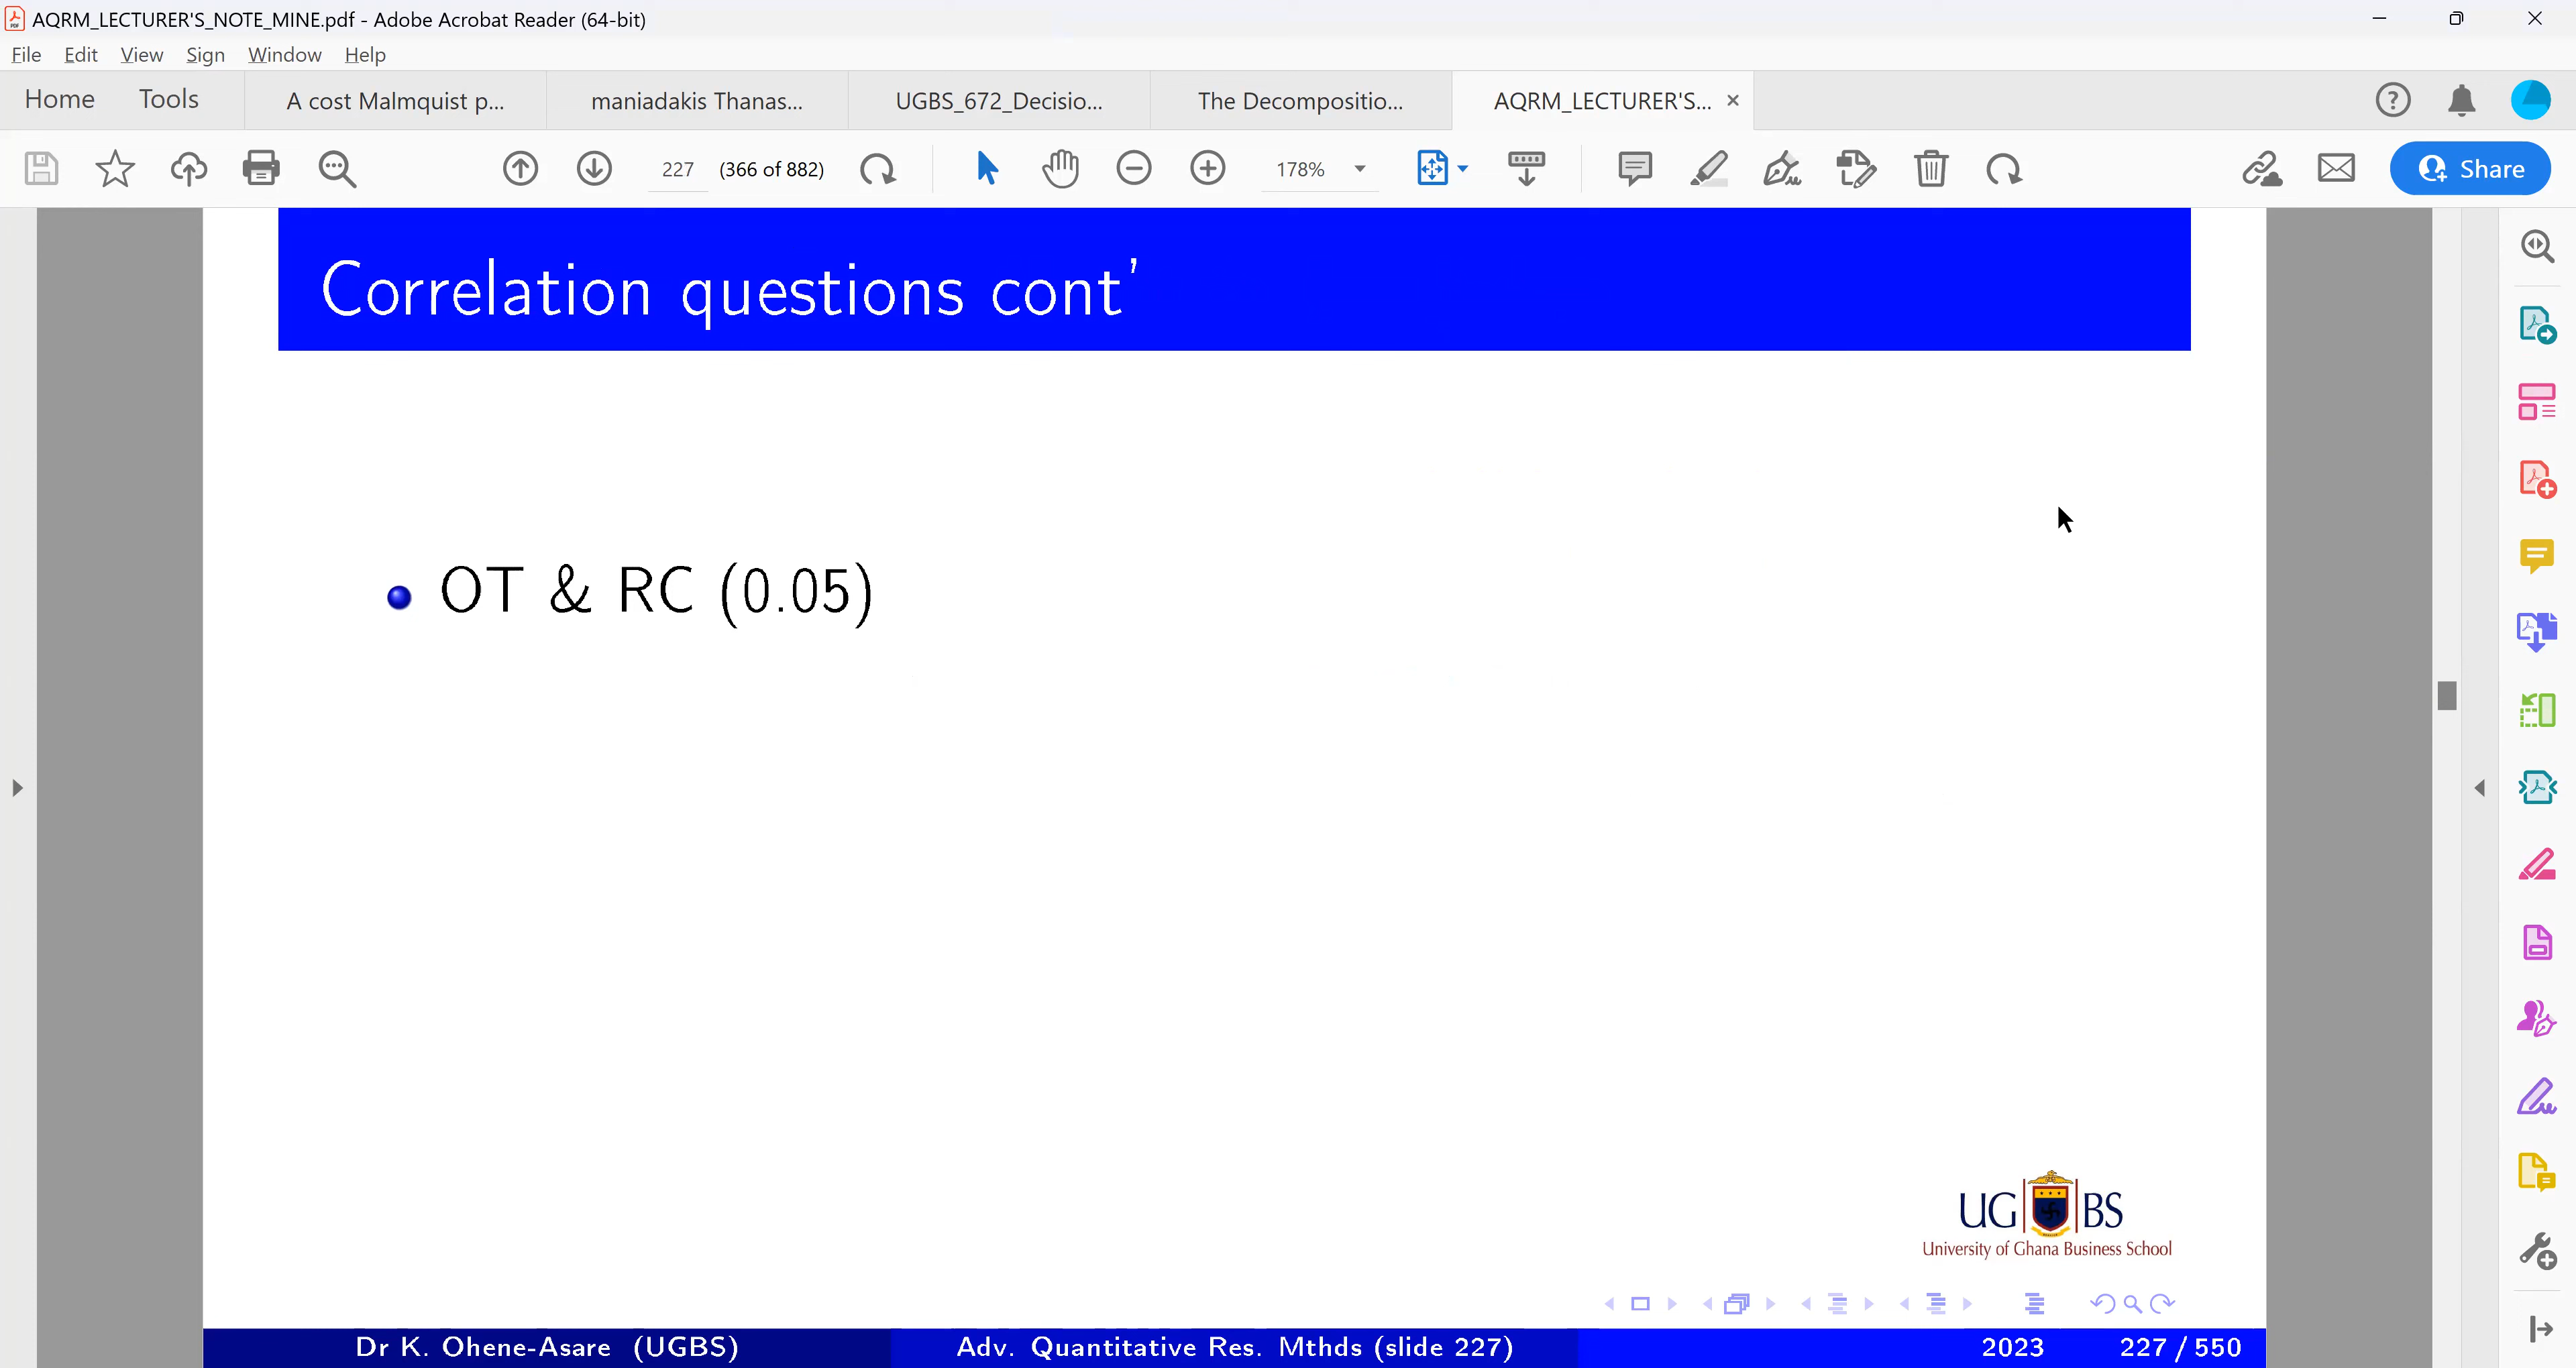 AQRM_LECTURER'S_NOTE_MINE.pdf - Adobe Acrobat Reader (64-bit)
File Edit View Sign Window Help
Home Tools A cost Malmquist p... maniadakis Thanas... UGBS_672_Decisio... The Decompositio... AQRM_LECTURER'S...
227 (366 of 882) 178% Share
Correlation questions cont'
OT & RC (0.05)
UG BS
University of Ghana Business School
Dr K. Ohene-Asare (UGBS) Adv. Quantitative Res. Mthds (slide 227) 2023 227 / 550